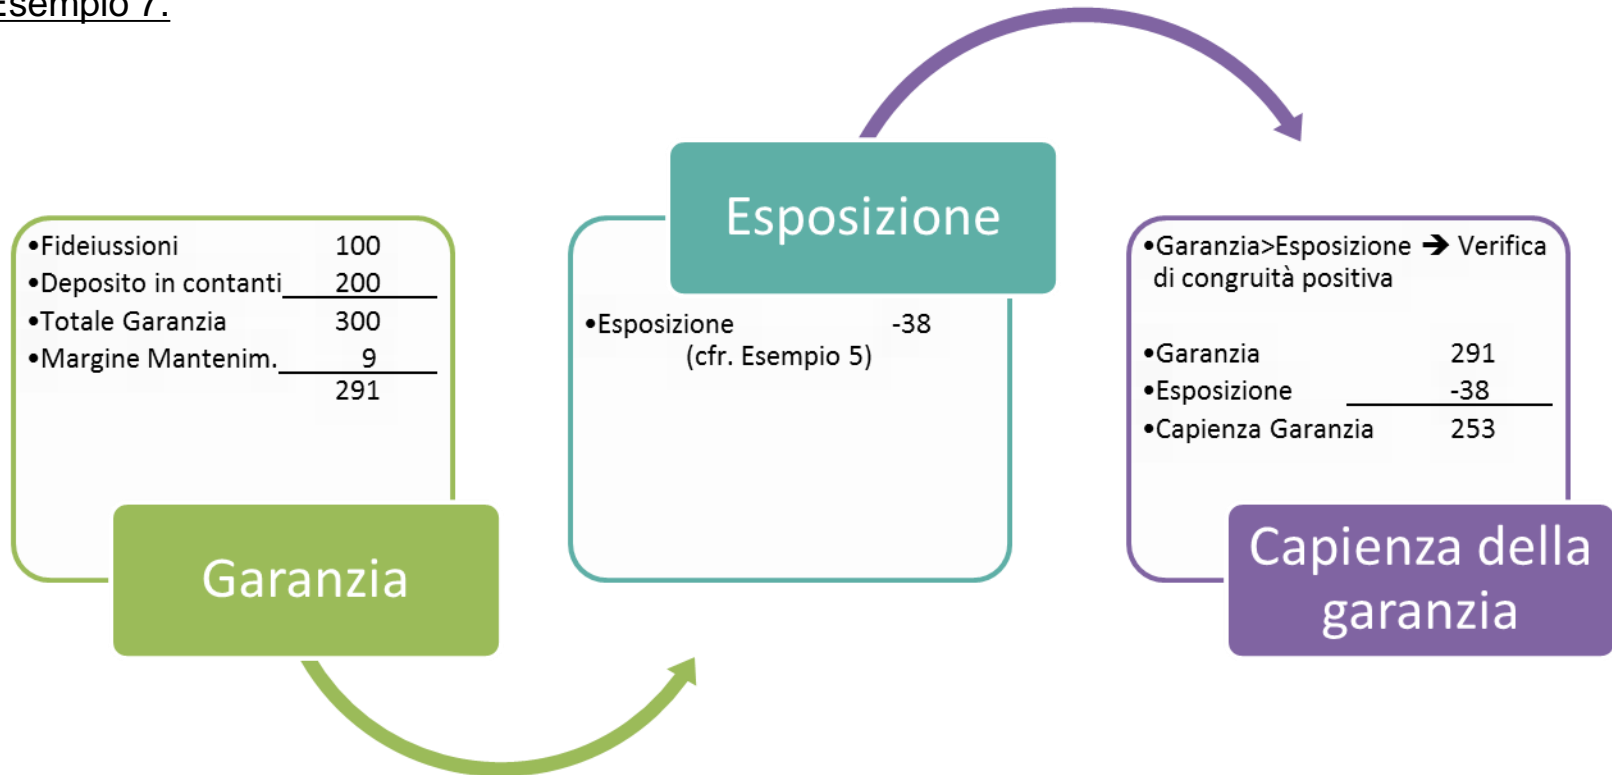 Esempio 7:
•Fideiussioni 100
•Deposito in contanti 200
•Totale Garanzia 300
•Margine Mantenim. 9
291
Garanzia
Esposizione
•Esposizione -38
(cfr. Esempio 5)
•Garanzia>Esposizione ➔ Verifica
di congruità positiva
•Garanzia 291
•Esposizione -38
•Capienza Garanzia 253
Capienza della
garanzia